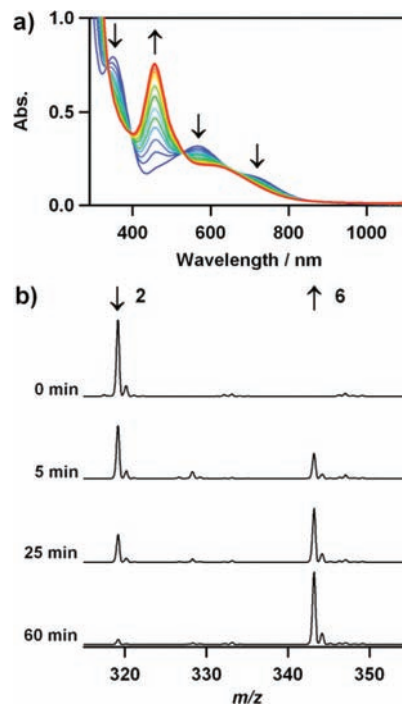 a)
1.0
0.5
0.0
Abs.
400 600 800 1000
Wavelength / nm
b)
↓ 2 ↑ 6
0 min
5 min
25 min
60 min
320 330 340 350
m/z